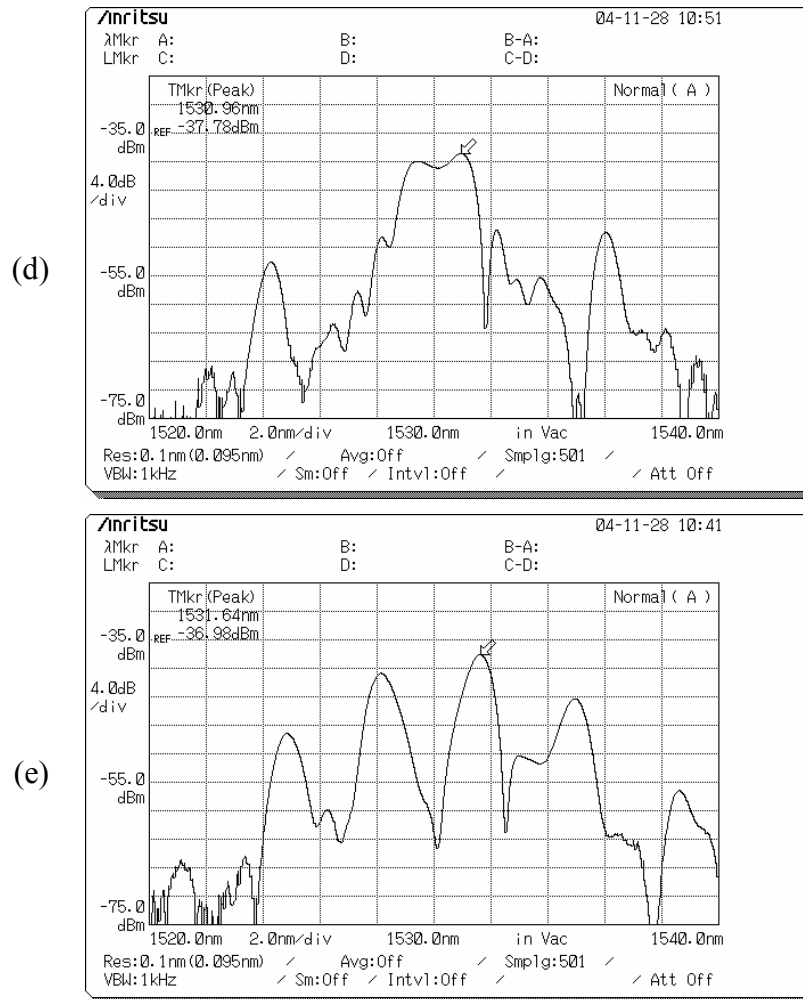 (d)
/inritsu 04-11-28 10:51
λMkr A: B: B-A:
LMkr C: D: C-D:
TMkr(Peak) Normal( A )
1530.96nm
-35.0 REF -37.78dBm
dBm
4.0dB
/div
-55.0
dBm
-75.0
dBm
1520.0nm 2.0nm/div 1530.0nm in Vac 1540.0nm
Res:0.1nm(0.095nm) / Avg:Off / Smplg:501 /
VBW:1kHz / Sm:Off / Intvl:Off / / Att Off
(e)
/inritsu 04-11-28 10:41
λMkr A: B: B-A:
LMkr C: D: C-D:
TMkr(Peak) Normal( A )
1531.64nm
-35.0 REF -36.98dBm
dBm
4.0dB
/div
-55.0
dBm
-75.0
dBm
1520.0nm 2.0nm/div 1530.0nm in Vac 1540.0nm
Res:0.1nm(0.095nm) / Avg:Off / Smplg:501 /
VBW:1kHz / Sm:Off / Intvl:Off / / Att Off